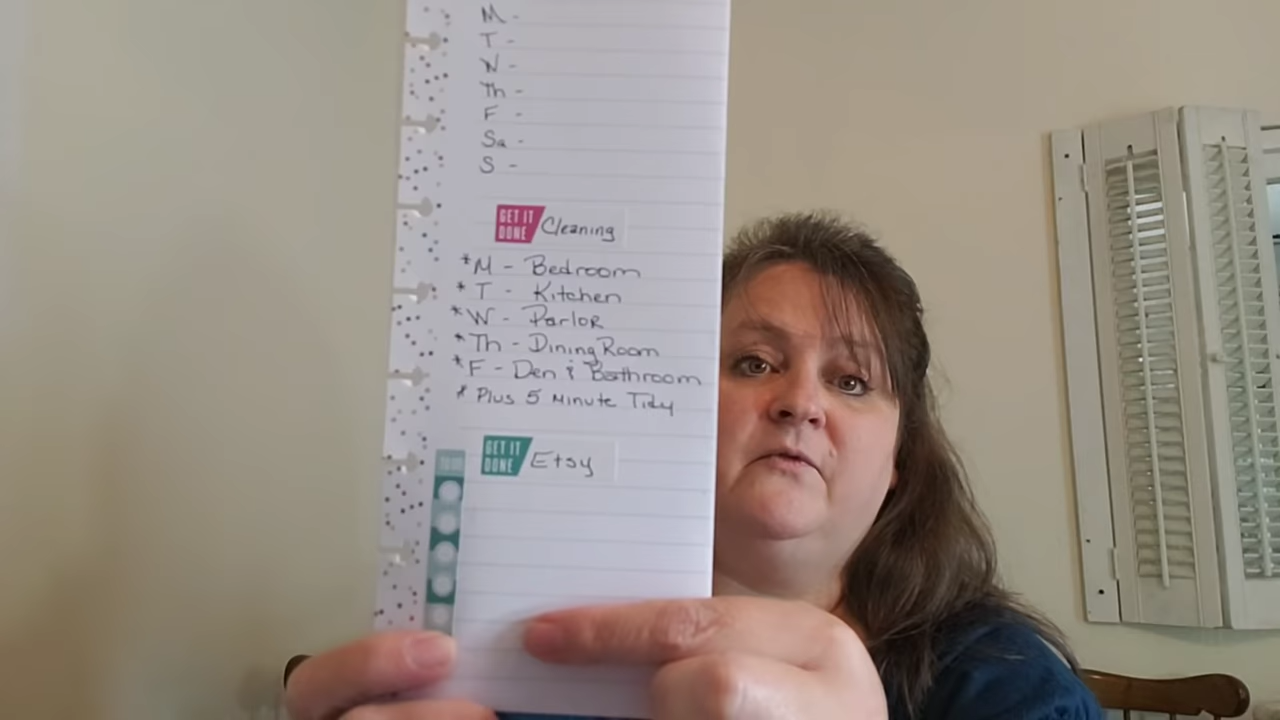 M -
T -
W -
Th -
F -
Sa -
S -
GET IT DONE Cleaning
*M - Bedroom
*T - Kitchen
*W - Parlor
*Th - Dining Room
*F - Den & Bathroom
* Plus 5 Minute Tidy
GET IT DONE Etsy